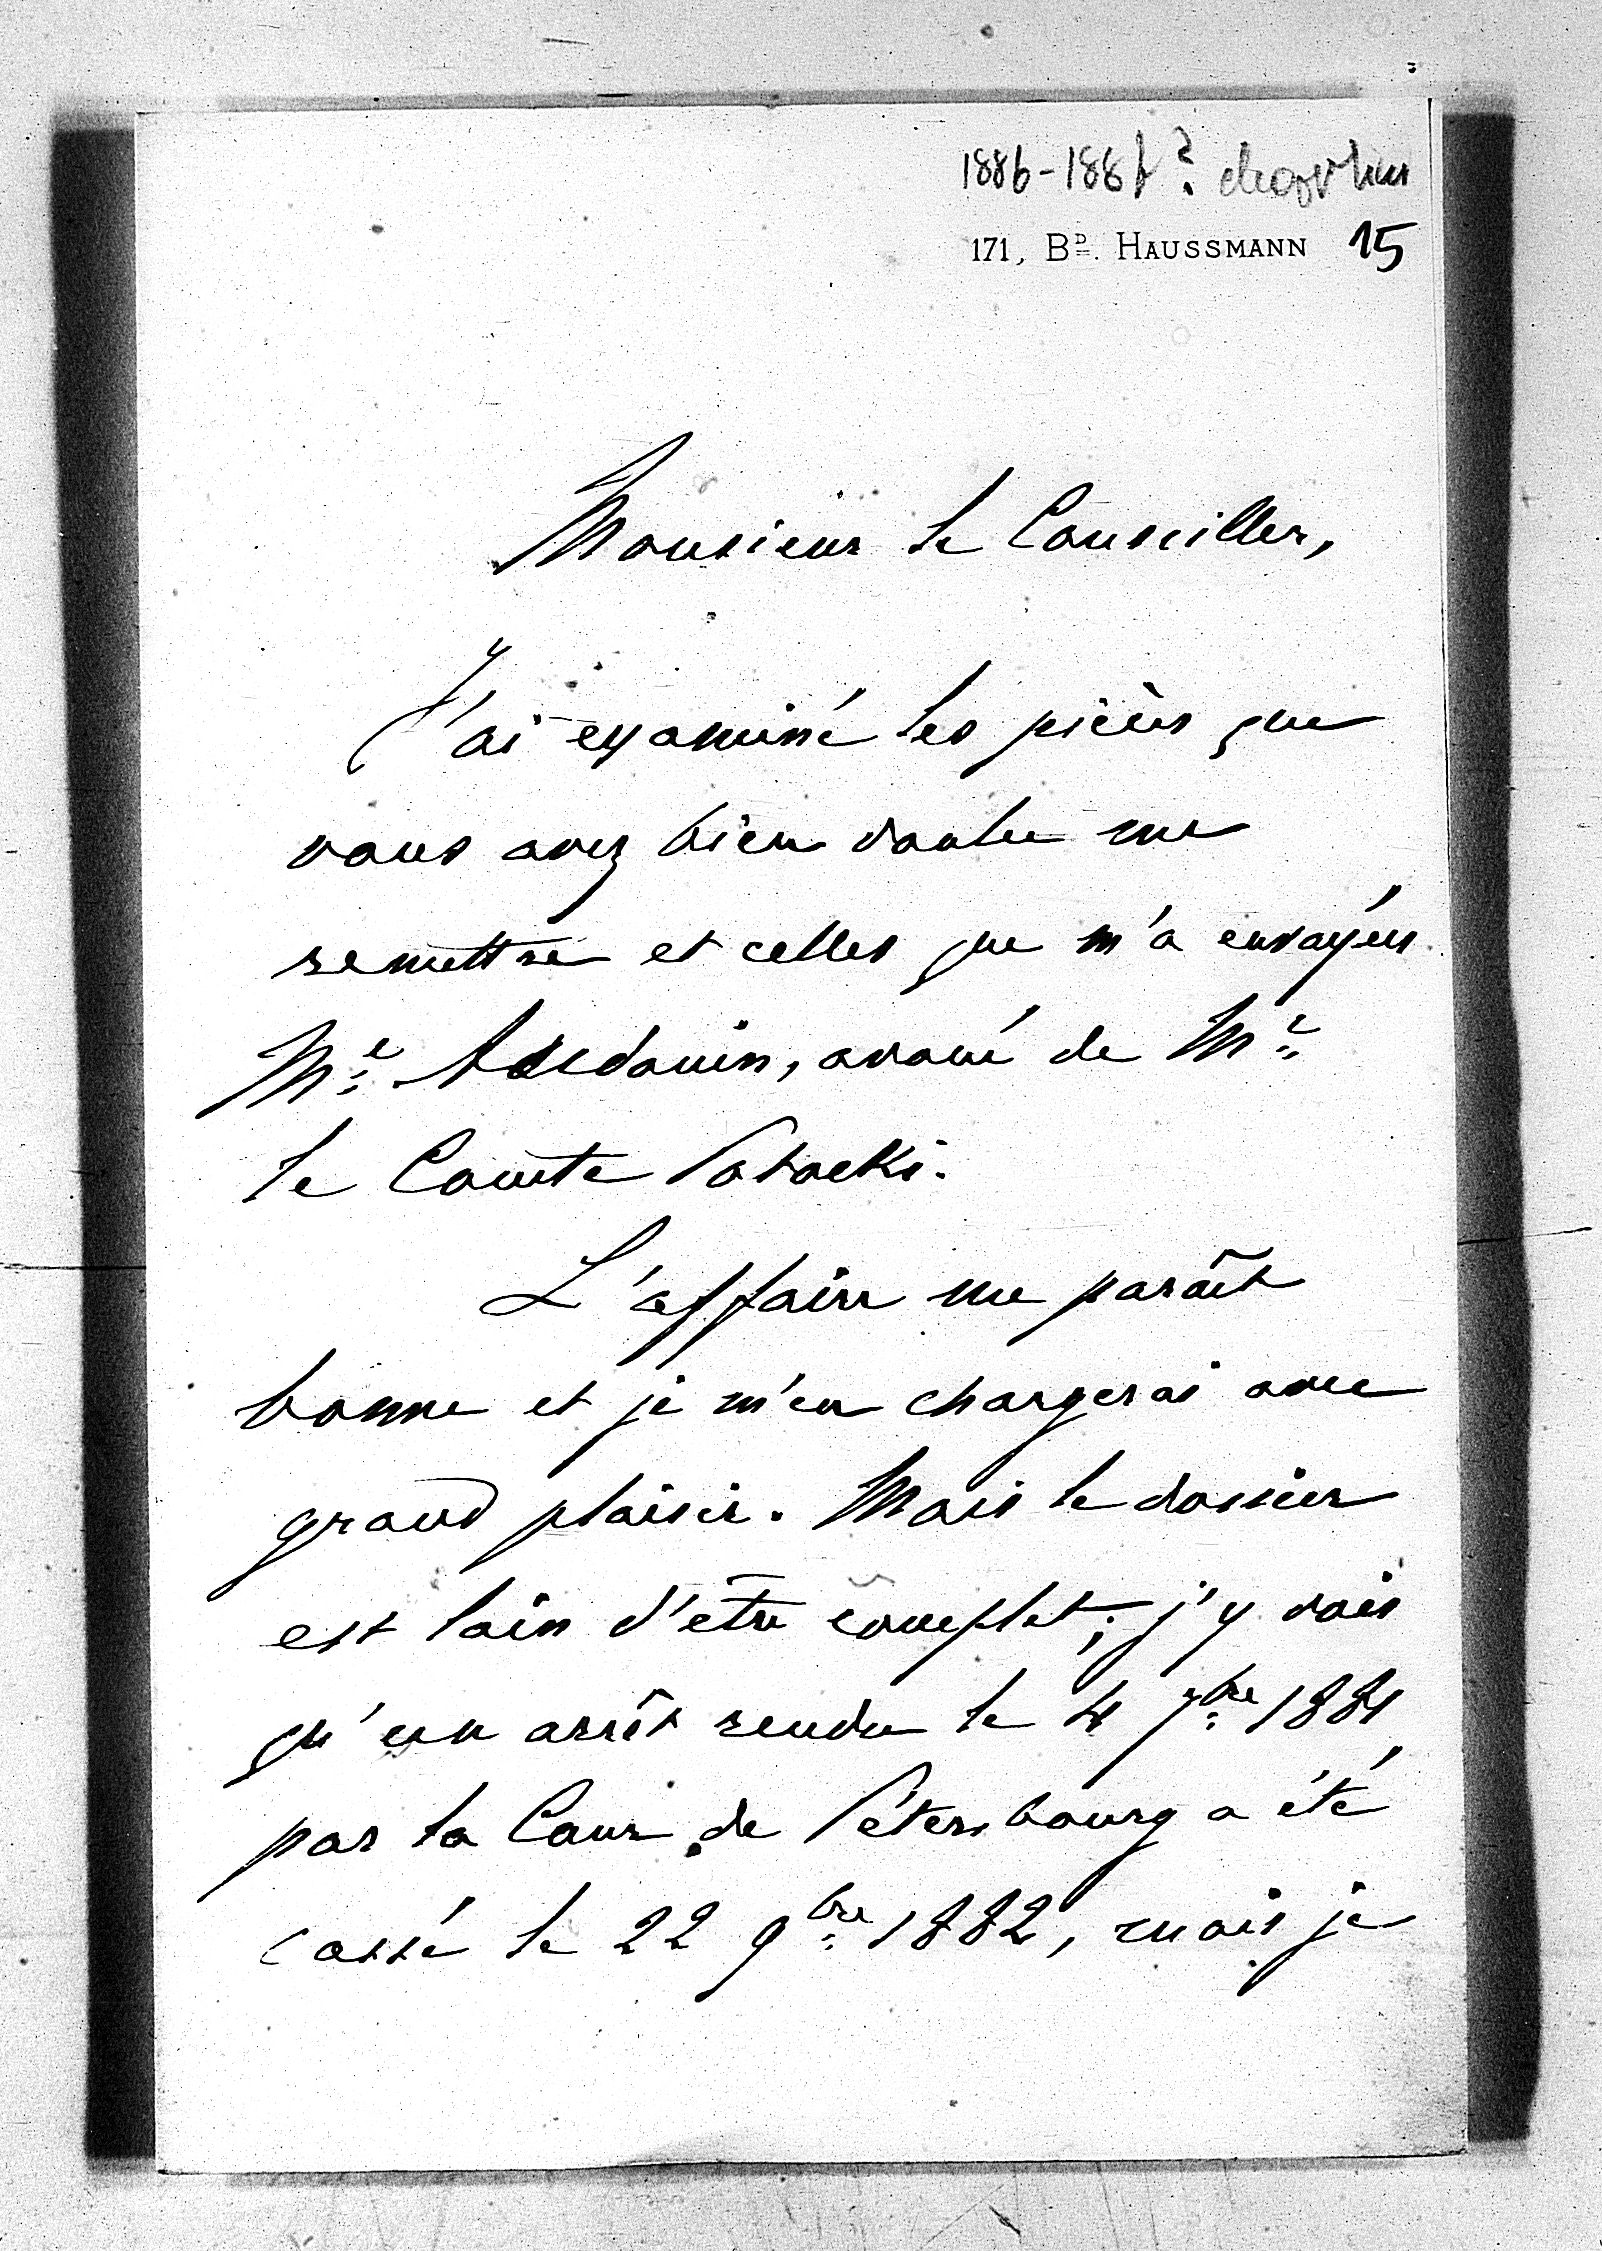 1886-188 ?
171, Bᴰ. HAUSSMANN 15
Monsieur le Conseiller,
J'ai examiné les pièces que
vous avez bien voulu me
remettre et celles que m'a envoyées
Mᵉ Audouin, avoué de Mʳ
le Comte Potocki.
L'affaire me paraît
bonne et je m'en chargerai avec
grand plaisir. Mais le dossier
est loin d'être complet ; j'y vois
qu'un arrêt rendu le 4 7ᵇʳᵉ 1881
par la Cour de Pétersbourg a été
cassé le 22 9ᵇʳᵉ 1882, mais je